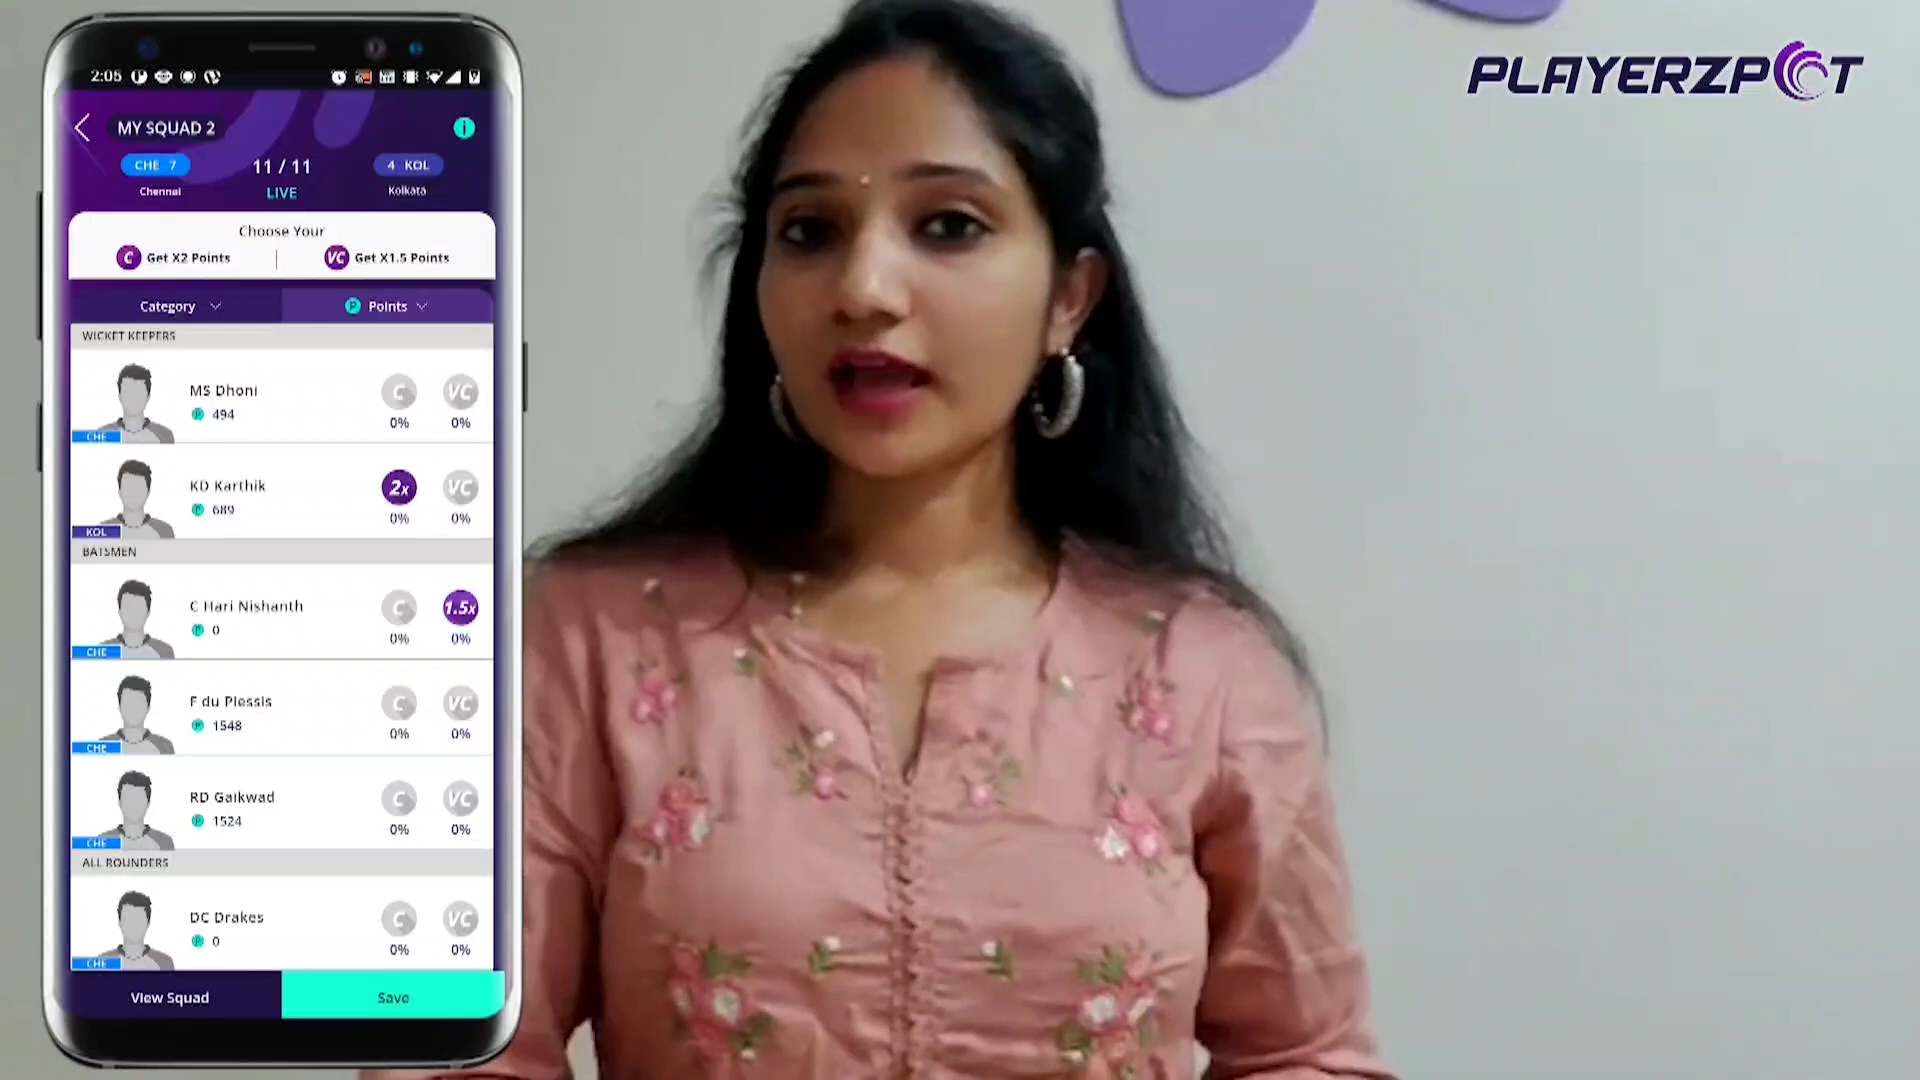 PLAYERZPOT
2:05
MY SQUAD 2
i
CHE 7
11 / 11
4 KOL
Chennai
LIVE
Kolkata
Choose Your
C Get X2 Points
VC Get X1.5 Points
Category
P Points
WICKET KEEPERS
MS Dhoni
C VC
P 494
0% 0%
CHE
KD Karthik
2x VC
P 689
0% 0%
KOL
BATSMEN
C Hari Nishanth
C 1.5x
P 0
0% 0%
CHE
F du Plessis
C VC
P 1548
0% 0%
CHE
RD Gaikwad
C VC
P 1524
0% 0%
CHE
ALL ROUNDERS
DC Drakes
C VC
P 0
0% 0%
CHE
View Squad
Save